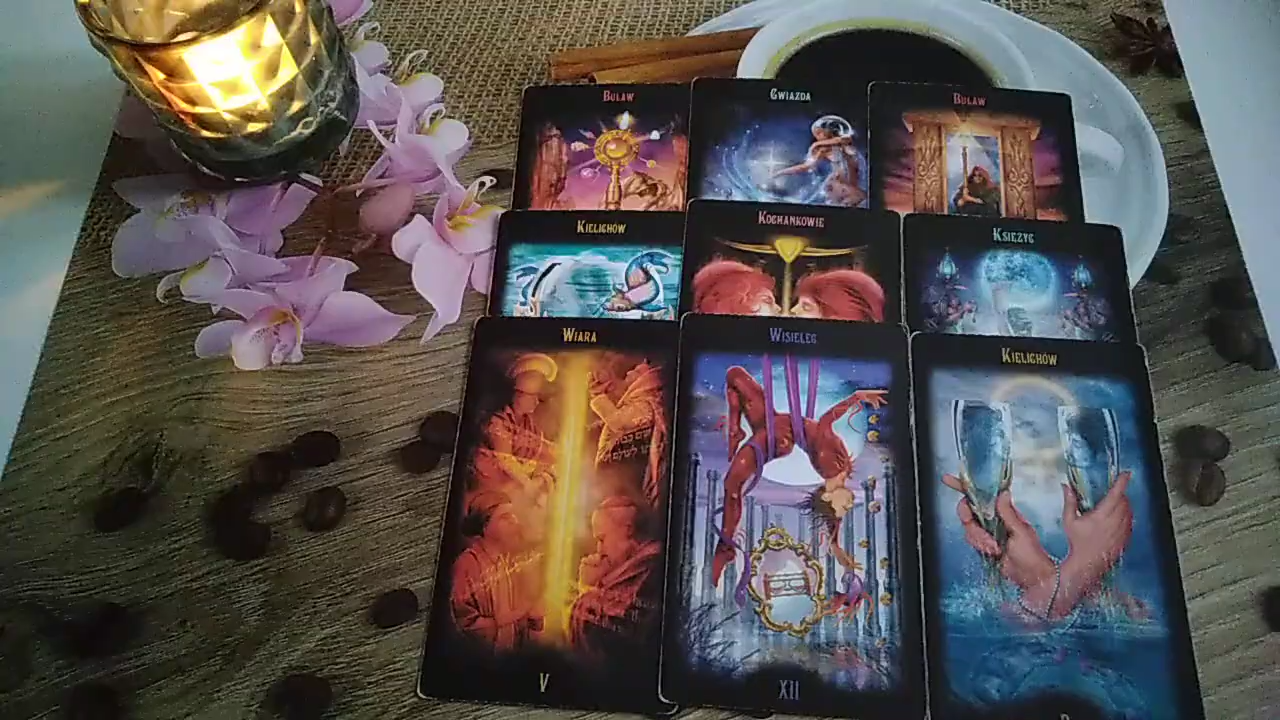 Buław
Gwiazda
Buław
Kielichów
Kochankowie
Księżyc
Wiara
Wisielec
Kielichów
V
XII